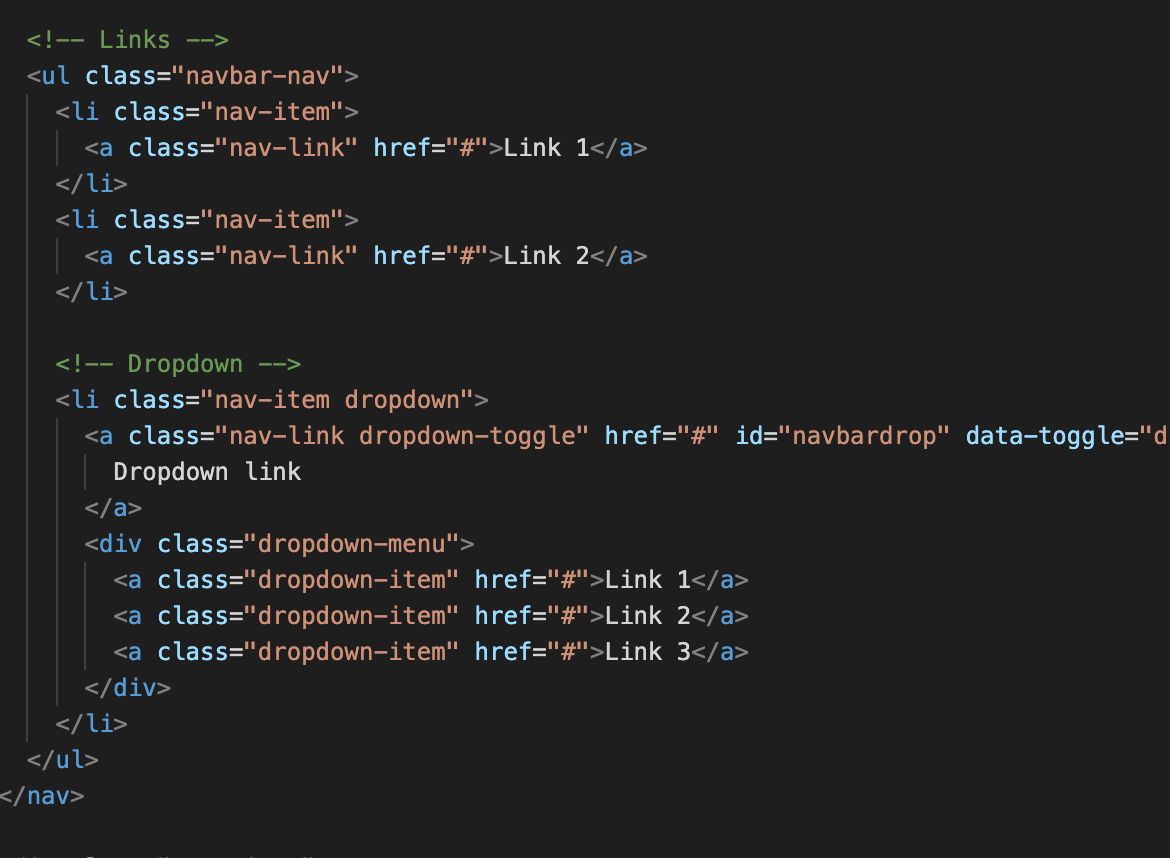 <!-- Links -->
<ul class="navbar-nav">
<li class="nav-item">
<a class="nav-link" href="#">Link 1</a>
</li>
<li class="nav-item">
<a class="nav-link" href="#">Link 2</a>
</li>
<!-- Dropdown -->
<li class="nav-item dropdown">
<a class="nav-link dropdown-toggle" href="#" id="navbardrop" data-toggle="d
Dropdown link
</a>
<div class="dropdown-menu">
<a class="dropdown-item" href="#">Link 1</a>
<a class="dropdown-item" href="#">Link 2</a>
<a class="dropdown-item" href="#">Link 3</a>
</div>
</li>
</ul>
</nav>